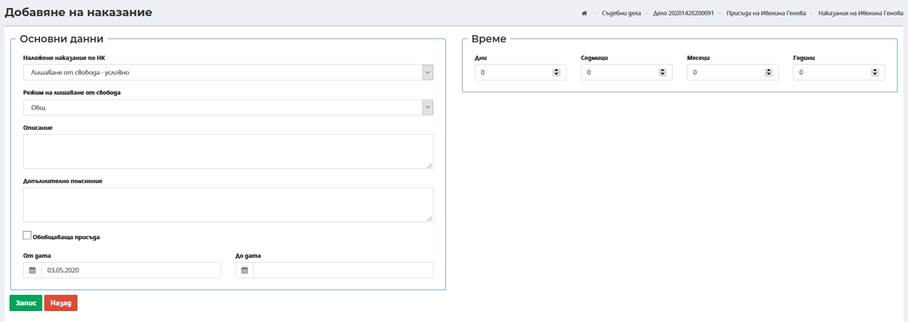 Добавяне на наказание
Съдебни дела
Дело 20201420200091
Присъда на Ивелина Генова
Наказания на Ивелина Генова
Основни данни
Наложено наказание по НК
Лишаване от свобода - условно
Режим на лишаване от свобода
Общ
Описание
Допълнително пояснение
Обобщаваща присъда
От дата
До дата
03.05.2020
Запис
Назад
Време
Дни
Седмици
Месеци
Години
0
0
0
0